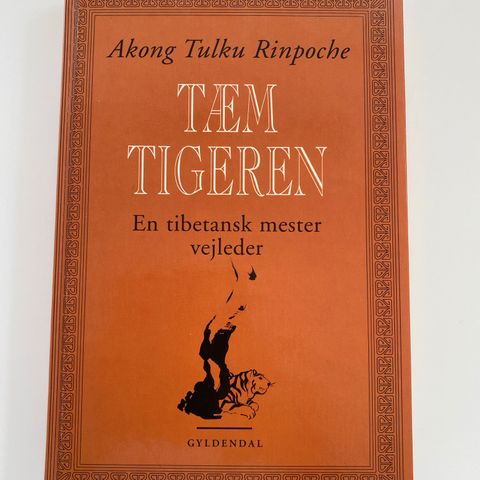 Akong Tulku Rinpoche
TÆM
TIGEREN
En tibetansk mester
vejleder
GYLDENDAL